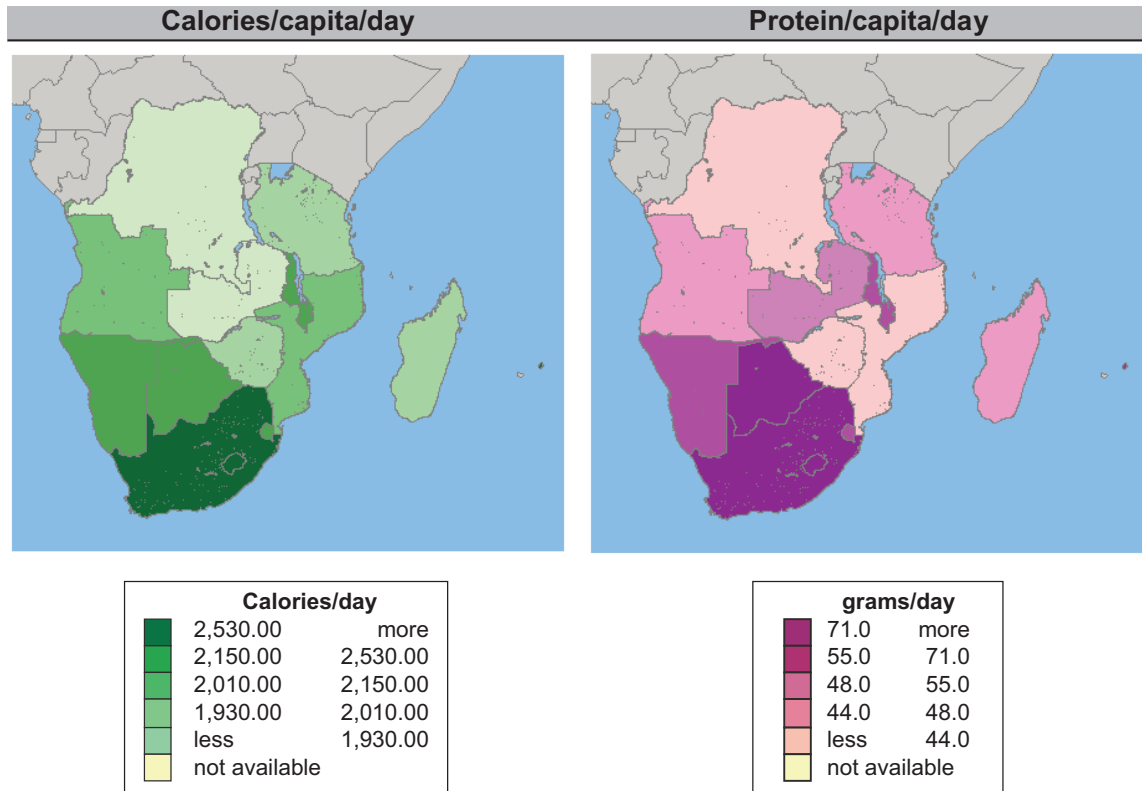 Calories/capita/day
Protein/capita/day
Calories/day
2,530.00 more
2,150.00 2,530.00
2,010.00 2,150.00
1,930.00 2,010.00
less 1,930.00
not available
grams/day
71.0 more
55.0 71.0
48.0 55.0
44.0 48.0
less 44.0
not available